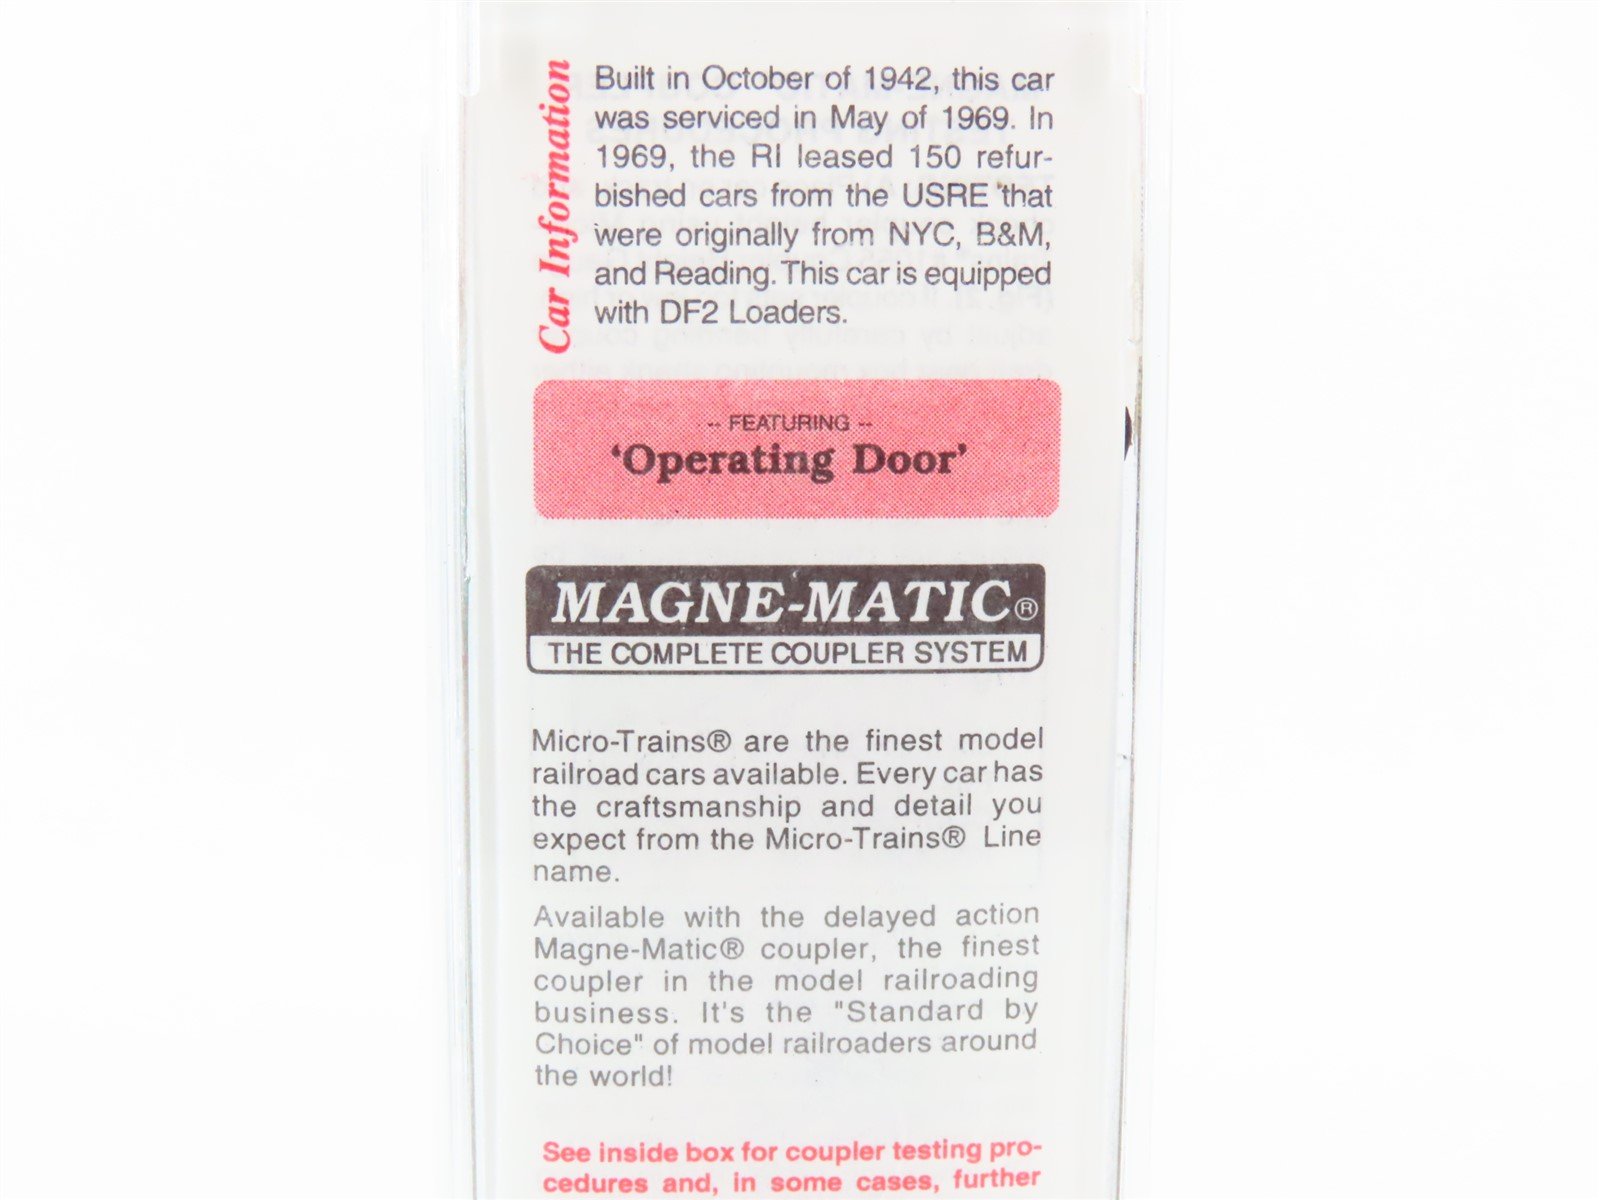 Car Information
Built in October of 1942, this car
was serviced in May of 1969. In
1969, the RI leased 150 refur-
bished cars from the USRE that
were originally from NYC, B&M,
and Reading. This car is equipped
with DF2 Loaders.
-- FEATURING --
‘Operating Door’
MAGNE-MATIC®
THE COMPLETE COUPLER SYSTEM
Micro-Trains® are the finest model
railroad cars available. Every car has
the craftsmanship and detail you
expect from the Micro-Trains® Line
name.
Available with the delayed action
Magne-Matic® coupler, the finest
coupler in the model railroading
business. It's the "Standard by
Choice" of model railroaders around
the world!
See inside box for coupler testing pro-
cedures and, in some cases, further